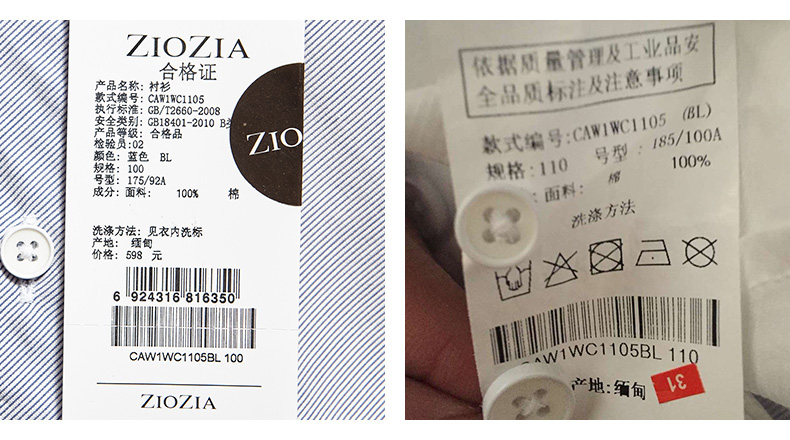 ZIOZIA
合格证
产品名称: 衬衫
款式编号: CAW1WC1105
执行标准: GB/T2660-2008
安全类别: GB18401-2010 B
产品等级: 合格品
检验员:02
颜色: 蓝色 BL
规格: 100
号型: 175/92A
成分: 面料: 100% 棉
ZIO
洗涤方法: 见衣内洗标
产地: 缅甸
价格: 598 元
6 924316 816350
CAW1WC1105BL 100
ZIOZIA
依据质量管理及工业品安
全品质标注及注意事项
款式编号:CAW1WC1105 (BL)
规格:110 号型:185/100A
: 面料: 棉 100%
洗涤方法
CAW1WC1105BL 110
产地:缅甸
31